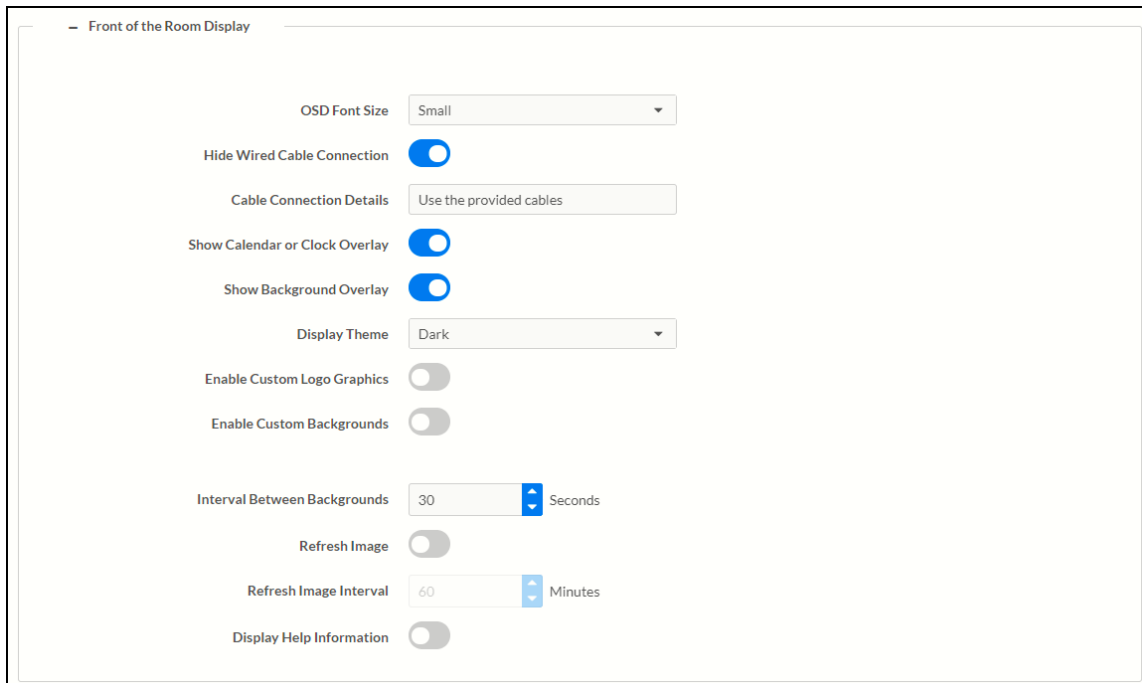 – Front of the Room Display
OSD Font Size Small
Hide Wired Cable Connection
Cable Connection Details Use the provided cables
Show Calendar or Clock Overlay
Show Background Overlay
Display Theme Dark
Enable Custom Logo Graphics
Enable Custom Backgrounds
Interval Between Backgrounds 30 Seconds
Refresh Image
Refresh Image Interval 60 Minutes
Display Help Information